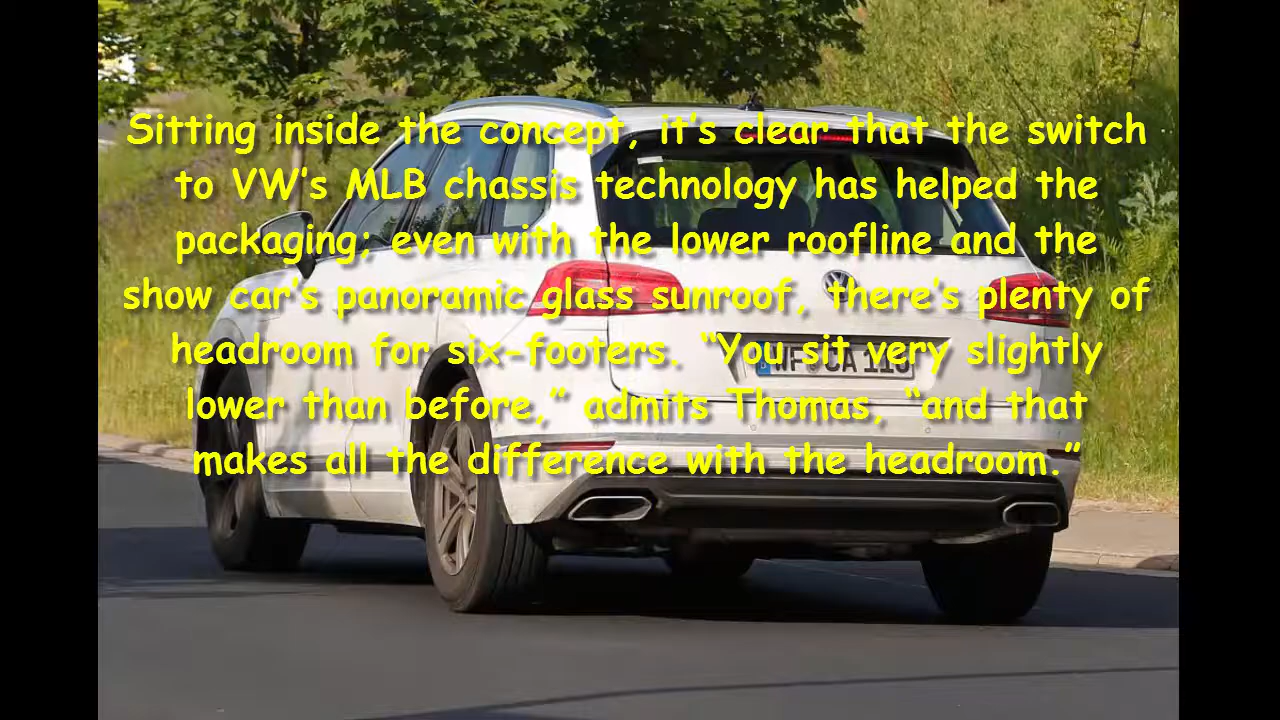 Sitting inside the concept, it's clear that the switch
to VW's MLB chassis technology has helped the
packaging; even with the lower roofline and the
show car's panoramic glass sunroof, there's plenty of
headroom for six-footers. “You sit very slightly
lower than before,” admits Thomas, “and that
makes all the difference with the headroom.”